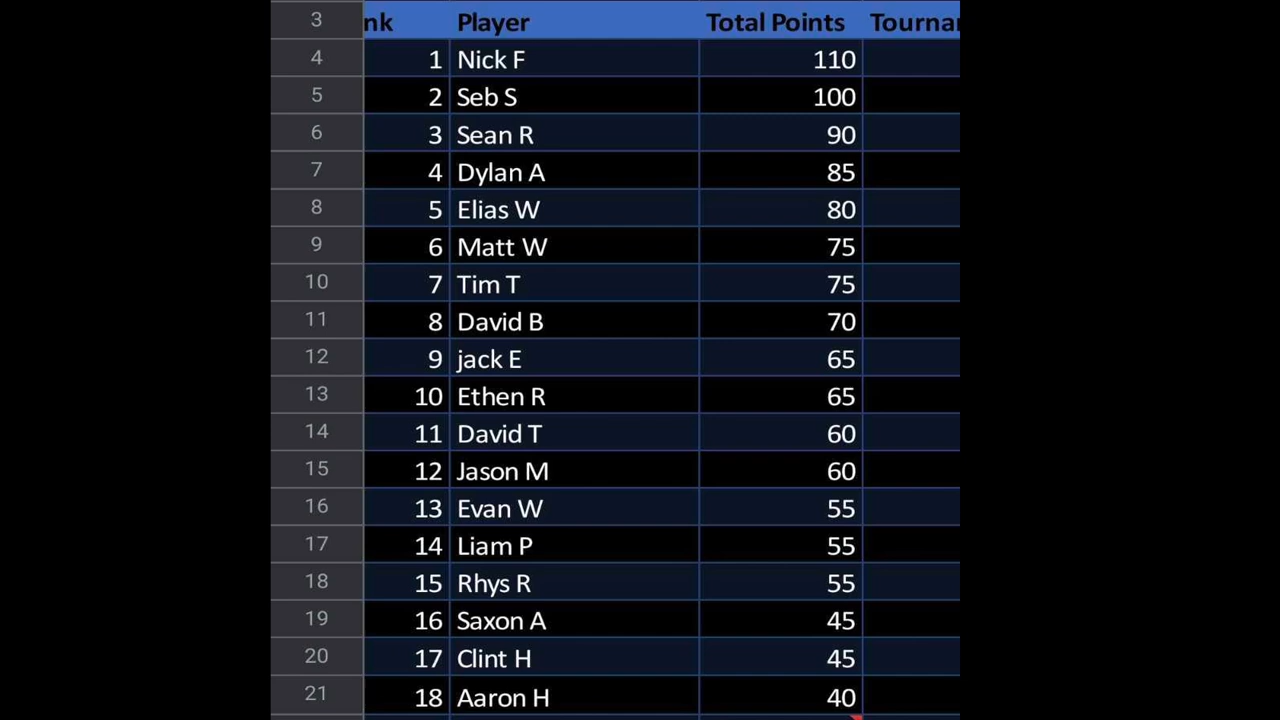 3 nk Player Total Points Tournar
4 1 Nick F 110
5 2 Seb S 100
6 3 Sean R 90
7 4 Dylan A 85
8 5 Elias W 80
9 6 Matt W 75
10 7 Tim T 75
11 8 David B 70
12 9 jack E 65
13 10 Ethen R 65
14 11 David T 60
15 12 Jason M 60
16 13 Evan W 55
17 14 Liam P 55
18 15 Rhys R 55
19 16 Saxon A 45
20 17 Clint H 45
21 18 Aaron H 40